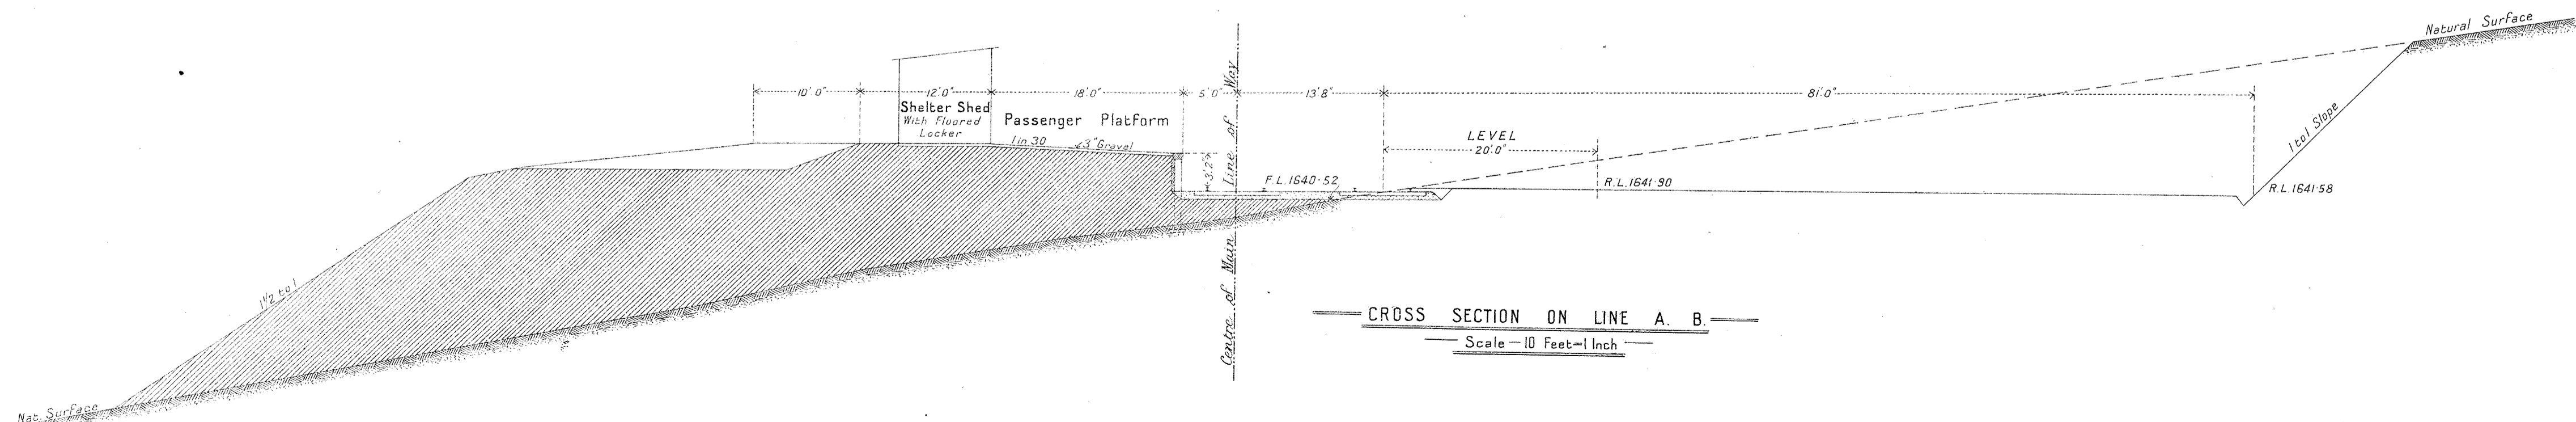 Natural Surface
10'.0"
12'.0"
18'.0"
5'.0"
13'.8"
81'.0"
Shelter Shed
With Floored
Locker
Passenger Platform
1 in 30
3" Gravel
3'.2"
Centre of Main Line of Way
LEVEL
20'.0"
1 to 1 Slope
F.L.1640·52
R.L.1641·90
R.L.1641·58
1 1/2 to 1
CROSS SECTION ON LINE A. B.
Scale — 10 Feet = 1 Inch
Nat. Surface